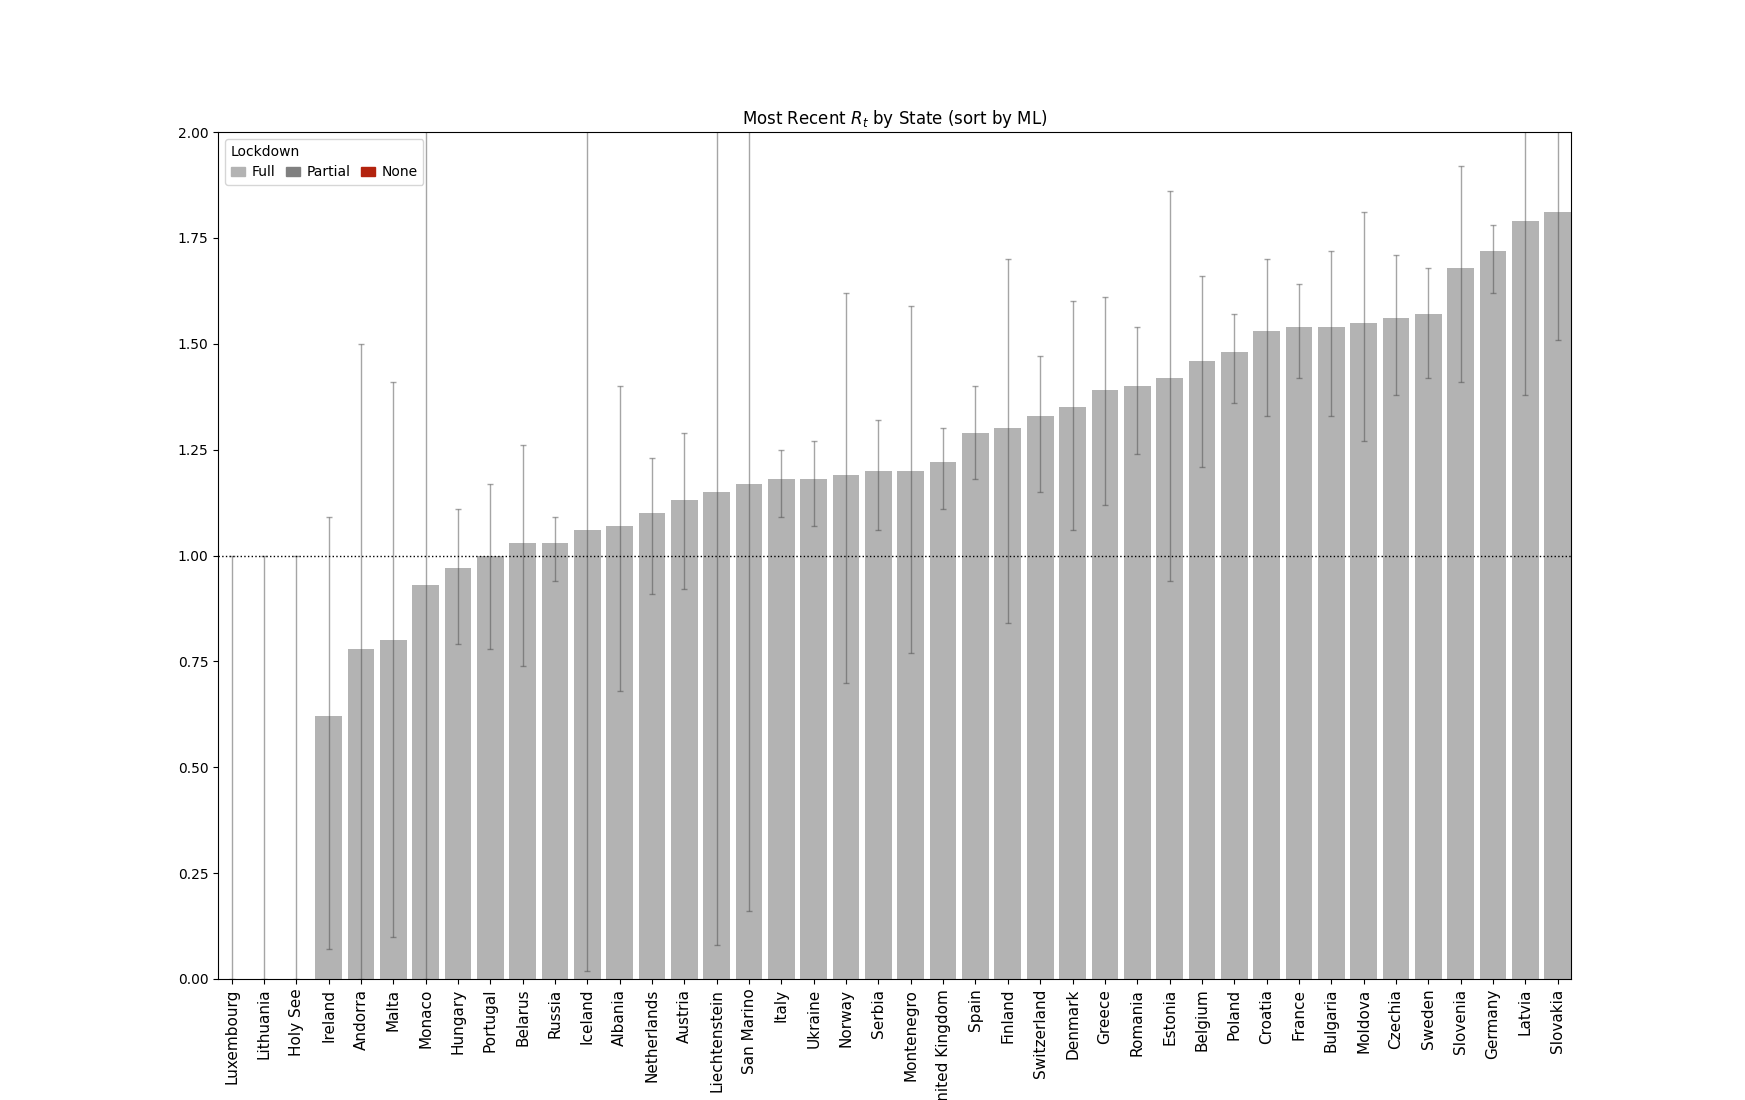 Most Recent Rt by State (sort by ML)
2.00
1.75
1.50
1.25
1.00
0.75
0.50
0.25
0.00
Lockdown
Full Partial None
Luxembourg
Lithuania
Holy See
Ireland
Andorra
Malta
Monaco
Hungary
Portugal
Belarus
Russia
Iceland
Albania
Netherlands
Austria
Liechtenstein
San Marino
Italy
Ukraine
Norway
Serbia
Montenegro
nited Kingdom
Spain
Finland
Switzerland
Denmark
Greece
Romania
Estonia
Belgium
Poland
Croatia
France
Bulgaria
Moldova
Czechia
Sweden
Slovenia
Germany
Latvia
Slovakia